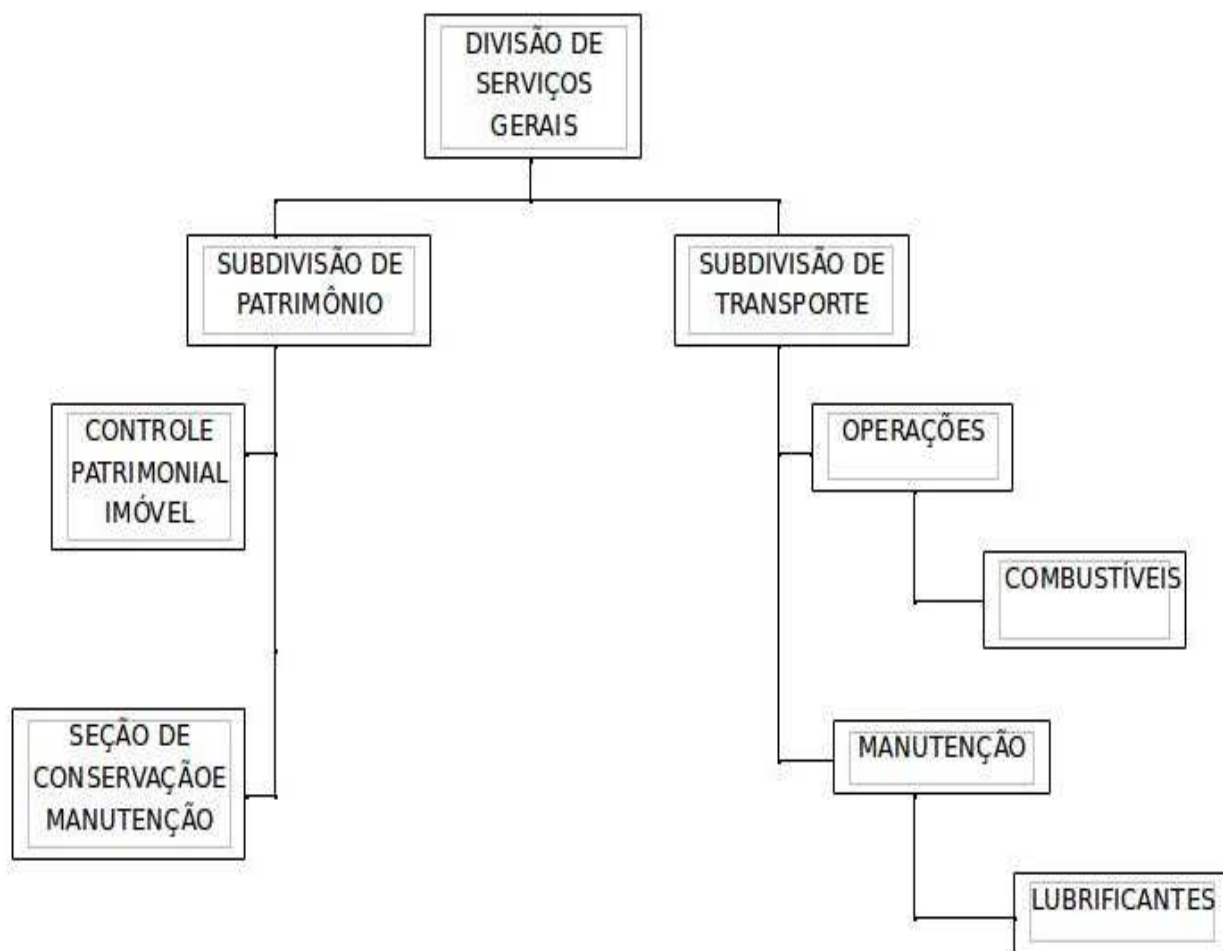 DIVISÃO DE
SERVIÇOS
GERAIS
SUBDIVISÃO DE
PATRIMÔNIO
SUBDIVISÃO DE
TRANSPORTE
CONTROLE
PATRIMONIAL
IMÓVEL
OPERAÇÕES
COMBUSTÍVEIS
SEÇÃO DE
CONSERVAÇÃOE
MANUTENÇÃO
MANUTENÇÃO
LUBRIFICANTES